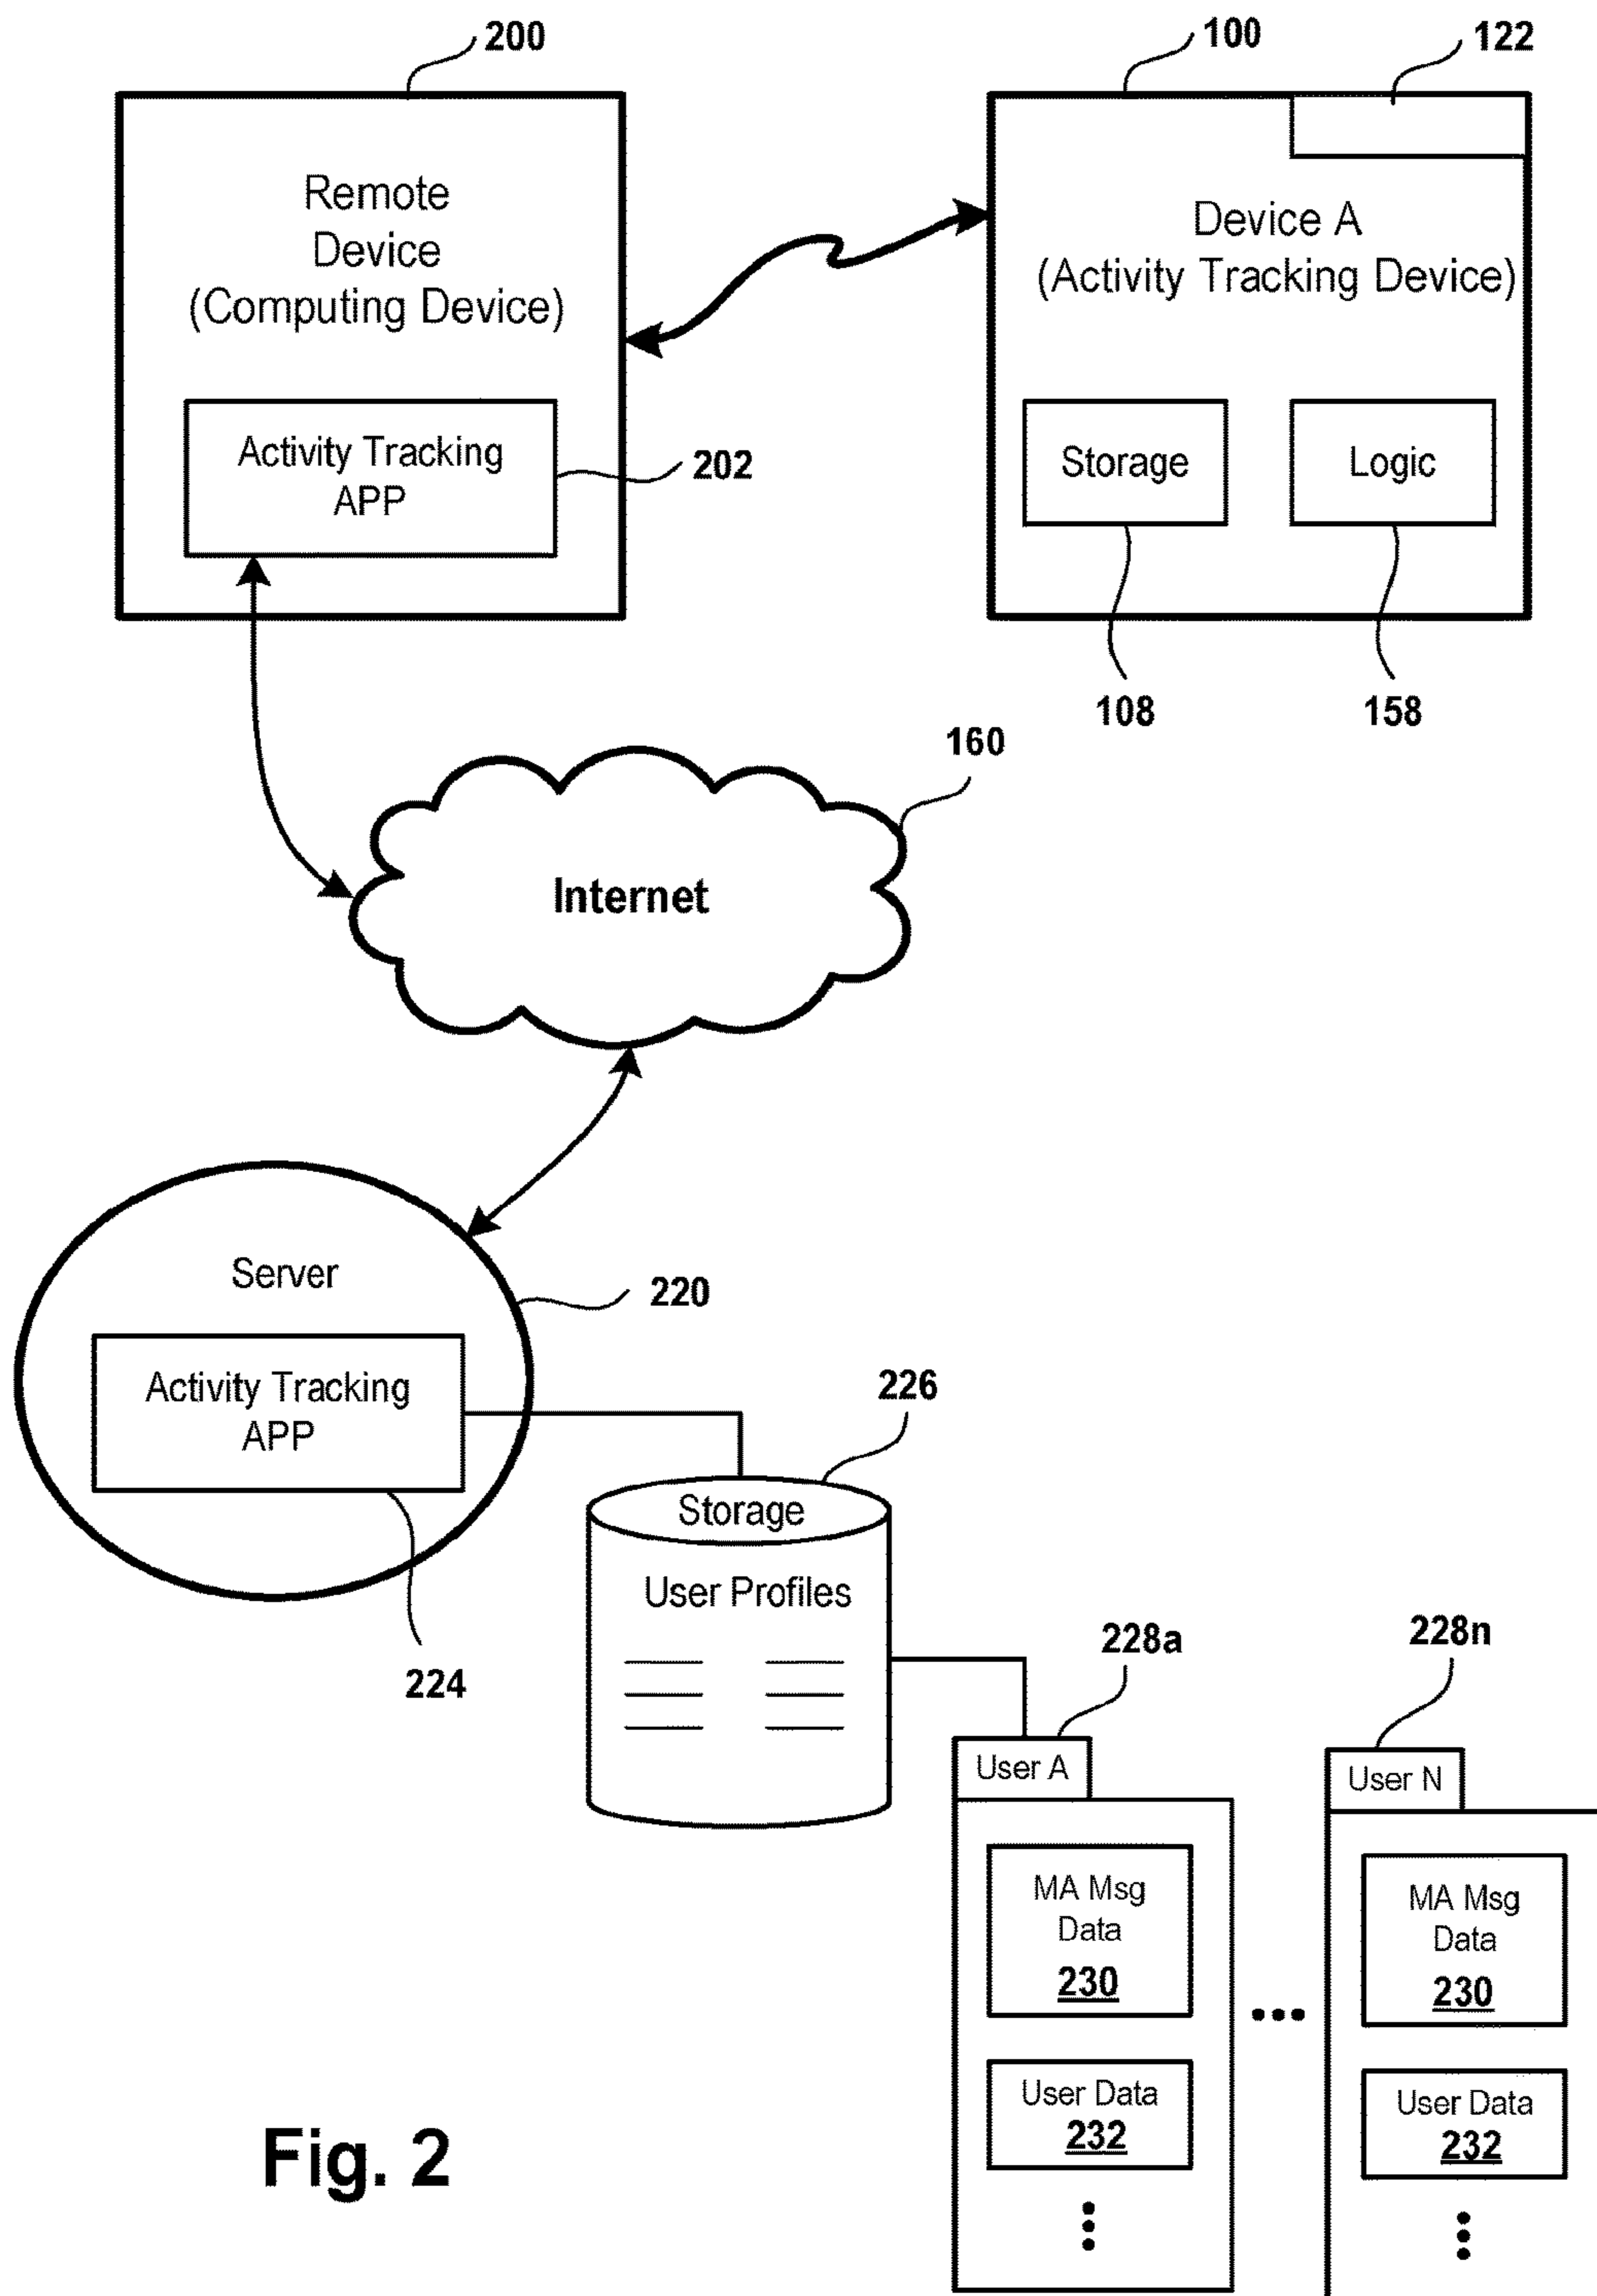 200
100
122
Remote
Device
(Computing Device)
Device A
(Activity Tracking Device)
Activity Tracking
APP
202
Storage
Logic
108
158
160
Internet
Server
220
Activity Tracking
APP
224
226
Storage
User Profiles
228a
228n
User A
User N
MA Msg
Data
230
MA Msg
Data
230
User Data
232
User Data
232
Fig. 2